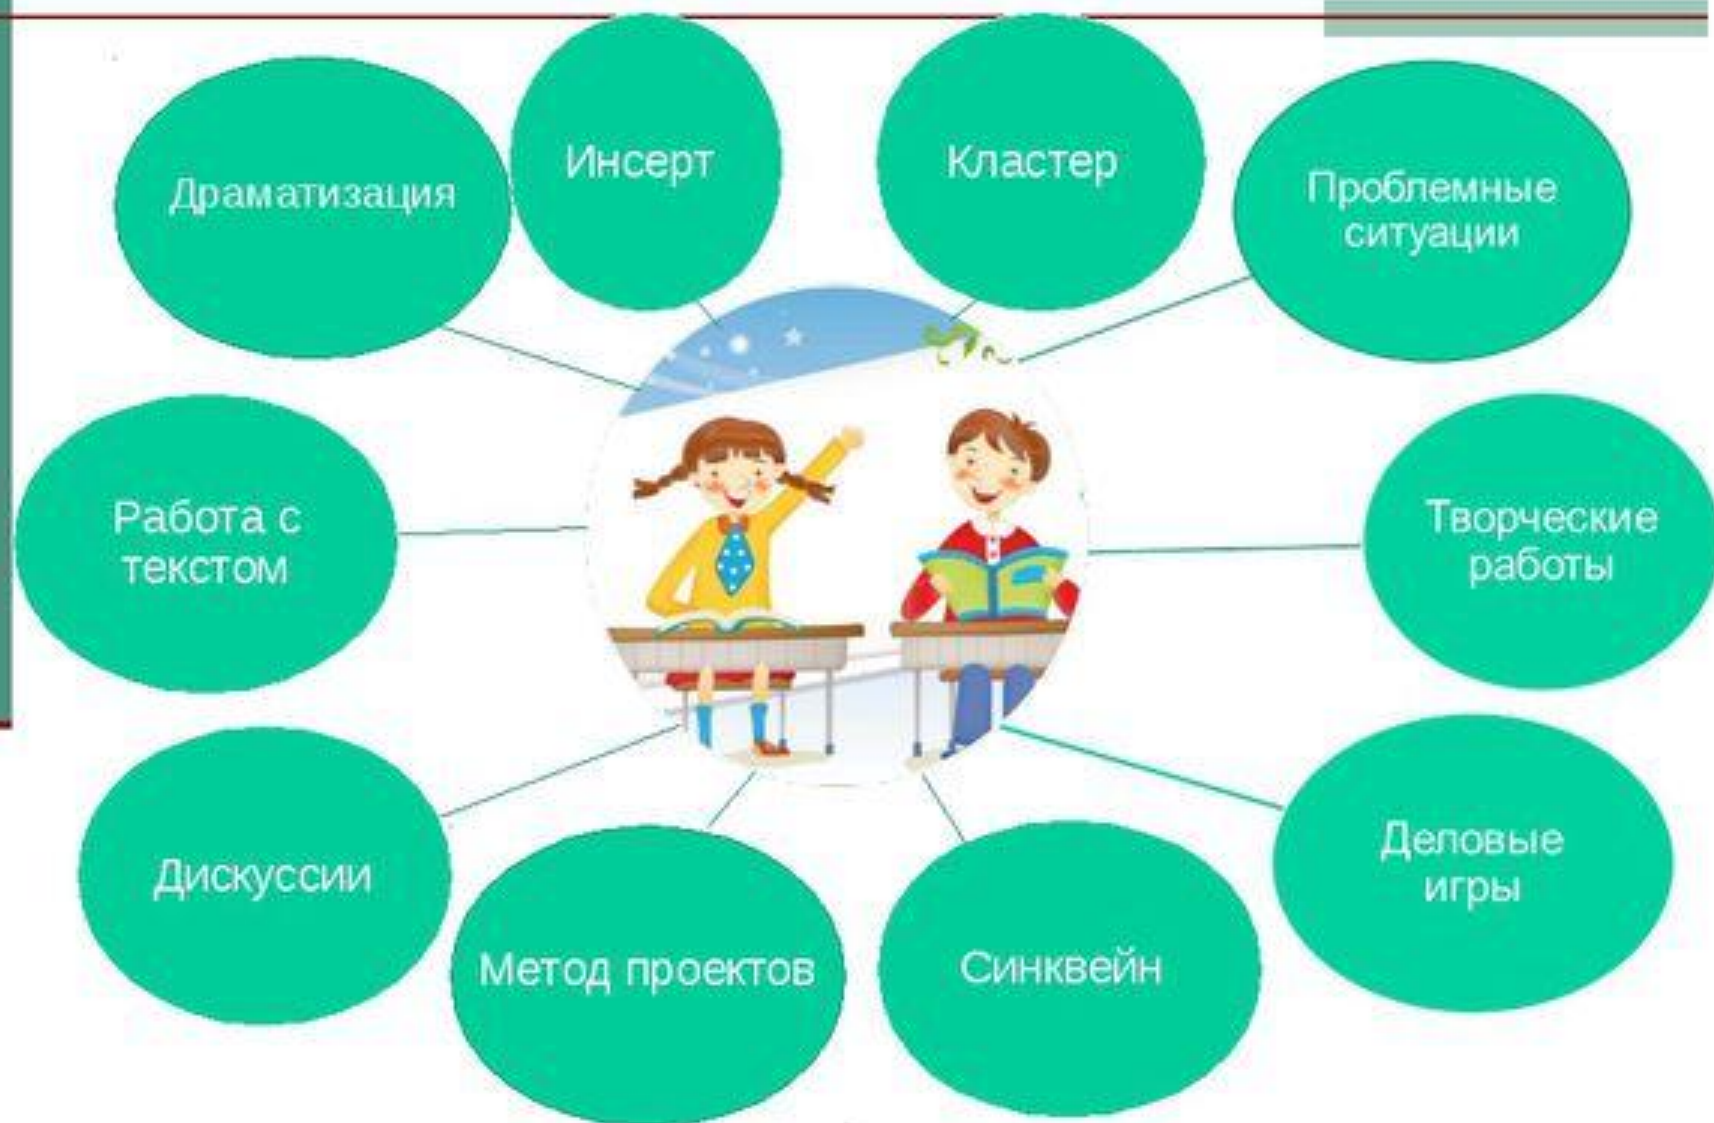 Драматизация
Инсерт
Кластер
Проблемные
ситуации
Работа с
текстом
Творческие
работы
Дискуссии
Метод проектов
Синквейн
Деловые
игры